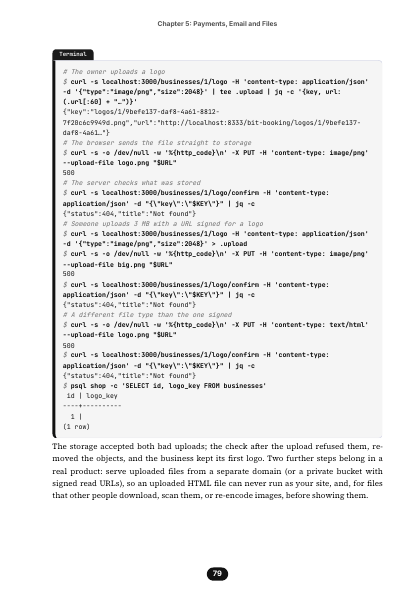 Chapter 5: Payments, Email and Files
Terminal
# The owner uploads a logo
$ curl -s localhost:3000/businesses/1/logo -H 'content-type: application/json'
-d '{"type":"image/png","size":2048}' | tee .upload | jq -c '{key, url:
(.url[:60] + "…")}'
{"key":"logos/1/9befe137-daf8-4a61-8812-
7f20c6c9949d.png","url":"http://localhost:8333/bit-booking/logos/1/9befe137-
daf8-4a61…"}
# The browser sends the file straight to storage
$ curl -s -o /dev/null -w '%{http_code}\n' -X PUT -H 'content-type: image/png'
--upload-file logo.png "$URL"
500
# The server checks what was stored
$ curl -s localhost:3000/businesses/1/logo/confirm -H 'content-type:
application/json' -d "{\"key\":\"$KEY\"}" | jq -c
{"status":404,"title":"Not found"}
# Someone uploads 3 MB with a URL signed for a logo
$ curl -s localhost:3000/businesses/1/logo -H 'content-type: application/json'
-d '{"type":"image/png","size":2048}' > .upload
$ curl -s -o /dev/null -w '%{http_code}\n' -X PUT -H 'content-type: image/png'
--upload-file big.png "$URL"
500
$ curl -s localhost:3000/businesses/1/logo/confirm -H 'content-type:
application/json' -d "{\"key\":\"$KEY\"}" | jq -c
{"status":404,"title":"Not found"}
# A different file type than the one signed
$ curl -s -o /dev/null -w '%{http_code}\n' -X PUT -H 'content-type: text/html'
--upload-file logo.png "$URL"
500
$ curl -s localhost:3000/businesses/1/logo/confirm -H 'content-type:
application/json' -d "{\"key\":\"$KEY\"}" | jq -c
{"status":404,"title":"Not found"}
$ psql shop -c 'SELECT id, logo_key FROM businesses'
id | logo_key
----+----------
1 |
(1 row)
The storage accepted both bad uploads; the check after the upload refused them, re-
moved the objects, and the business kept its first logo. Two further steps belong in a
real product: serve uploaded files from a separate domain (or a private bucket with
signed read URLs), so an uploaded HTML file can never run as your site, and, for files
that other people download, scan them, or re-encode images, before showing them.
79